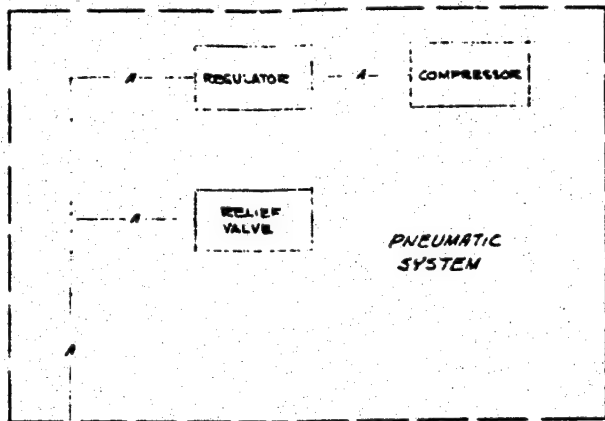 A
REGULATOR
A
COMPRESSOR
A
RELIEF
VALVE
PNEUMATIC
SYSTEM
A